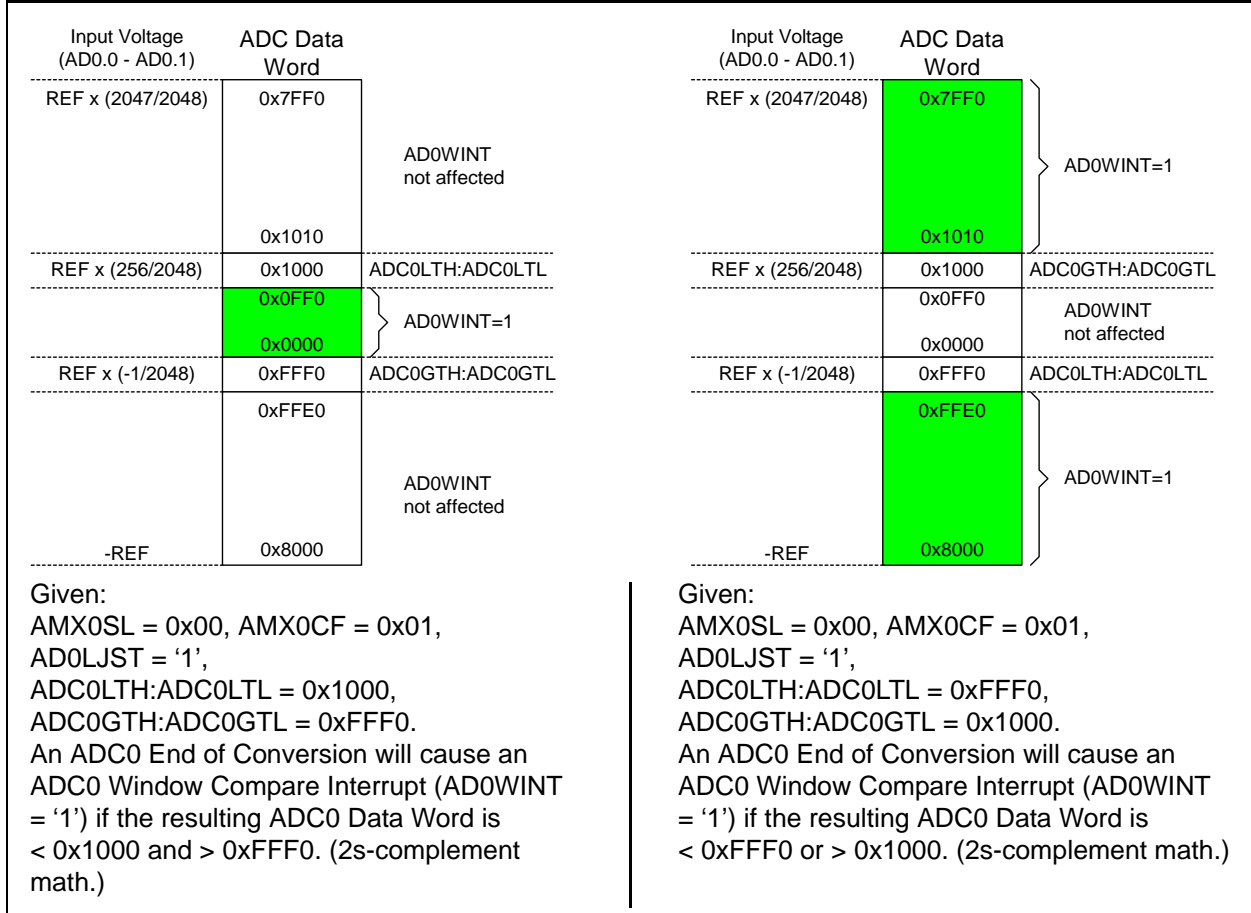 Input Voltage
(AD0.0 - AD0.1)
ADC Data
Word
REF x (2047/2048)
0x7FF0
AD0WINT
not affected
0x1010
REF x (256/2048)
0x1000
ADC0LTH:ADC0LTL
0x0FF0
AD0WINT=1
0x0000
REF x (-1/2048)
0xFFF0
ADC0GTH:ADC0GTL
0xFFE0
AD0WINT
not affected
-REF
0x8000
Given:
AMX0SL = 0x00, AMX0CF = 0x01,
AD0LJST = ‘1’,
ADC0LTH:ADC0LTL = 0x1000,
ADC0GTH:ADC0GTL = 0xFFF0.
An ADC0 End of Conversion will cause an
ADC0 Window Compare Interrupt (AD0WINT
= ‘1’) if the resulting ADC0 Data Word is
< 0x1000 and > 0xFFF0. (2s-complement
math.)
Input Voltage
(AD0.0 - AD0.1)
ADC Data
Word
REF x (2047/2048)
0x7FF0
AD0WINT=1
0x1010
REF x (256/2048)
0x1000
ADC0GTH:ADC0GTL
0x0FF0
AD0WINT
not affected
0x0000
REF x (-1/2048)
0xFFF0
ADC0LTH:ADC0LTL
0xFFE0
AD0WINT=1
-REF
0x8000
Given:
AMX0SL = 0x00, AMX0CF = 0x01,
AD0LJST = ‘1’,
ADC0LTH:ADC0LTL = 0xFFF0,
ADC0GTH:ADC0GTL = 0x1000.
An ADC0 End of Conversion will cause an
ADC0 Window Compare Interrupt (AD0WINT
= ‘1’) if the resulting ADC0 Data Word is
< 0xFFF0 or > 0x1000. (2s-complement math.)